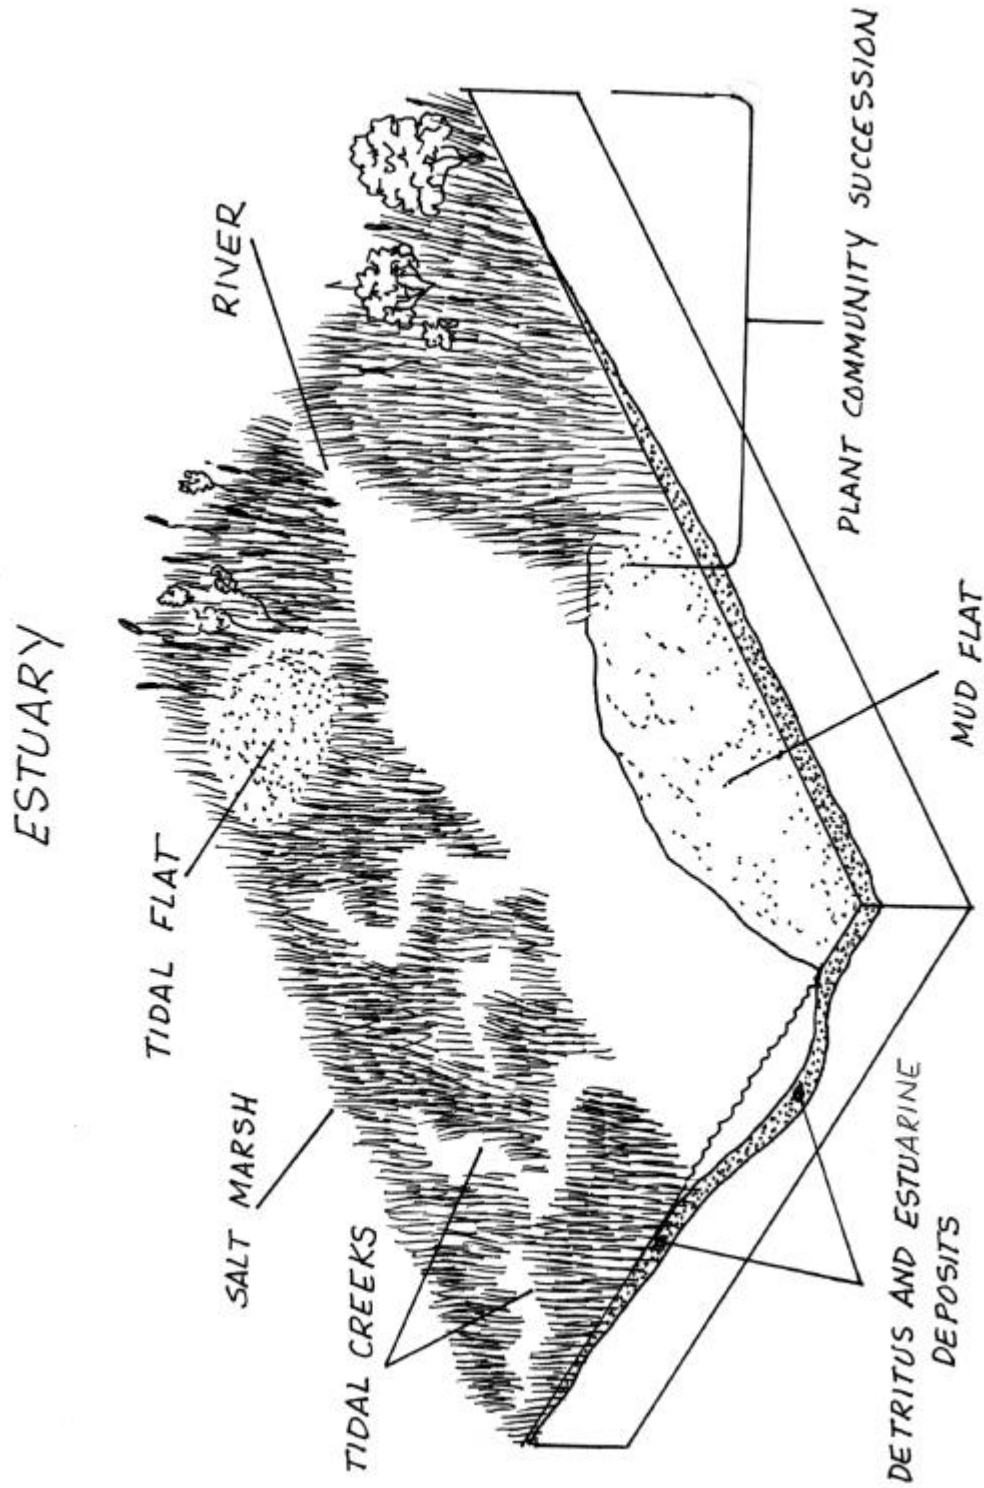 ESTUARY
RIVER
TIDAL FLAT
SALT MARSH
TIDAL CREEKS
PLANT COMMUNITY SUCCESSION
MUD FLAT
DETRITUS AND ESTUARINE
DEPOSITS